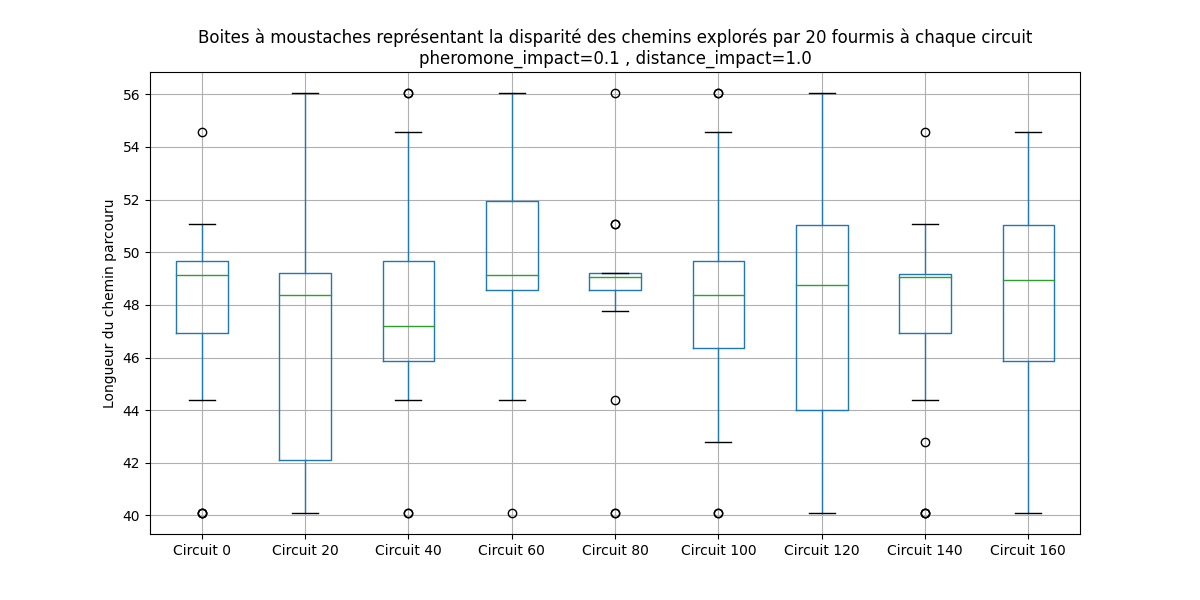 Boites à moustaches représentant la disparité des chemins explorés par 20 fourmis à chaque circuit
pheromone_impact=0.1 , distance_impact=1.0
Longueur du chemin parcouru
56
54
52
50
48
46
44
42
40
Circuit 0 Circuit 20 Circuit 40 Circuit 60 Circuit 80 Circuit 100 Circuit 120 Circuit 140 Circuit 160